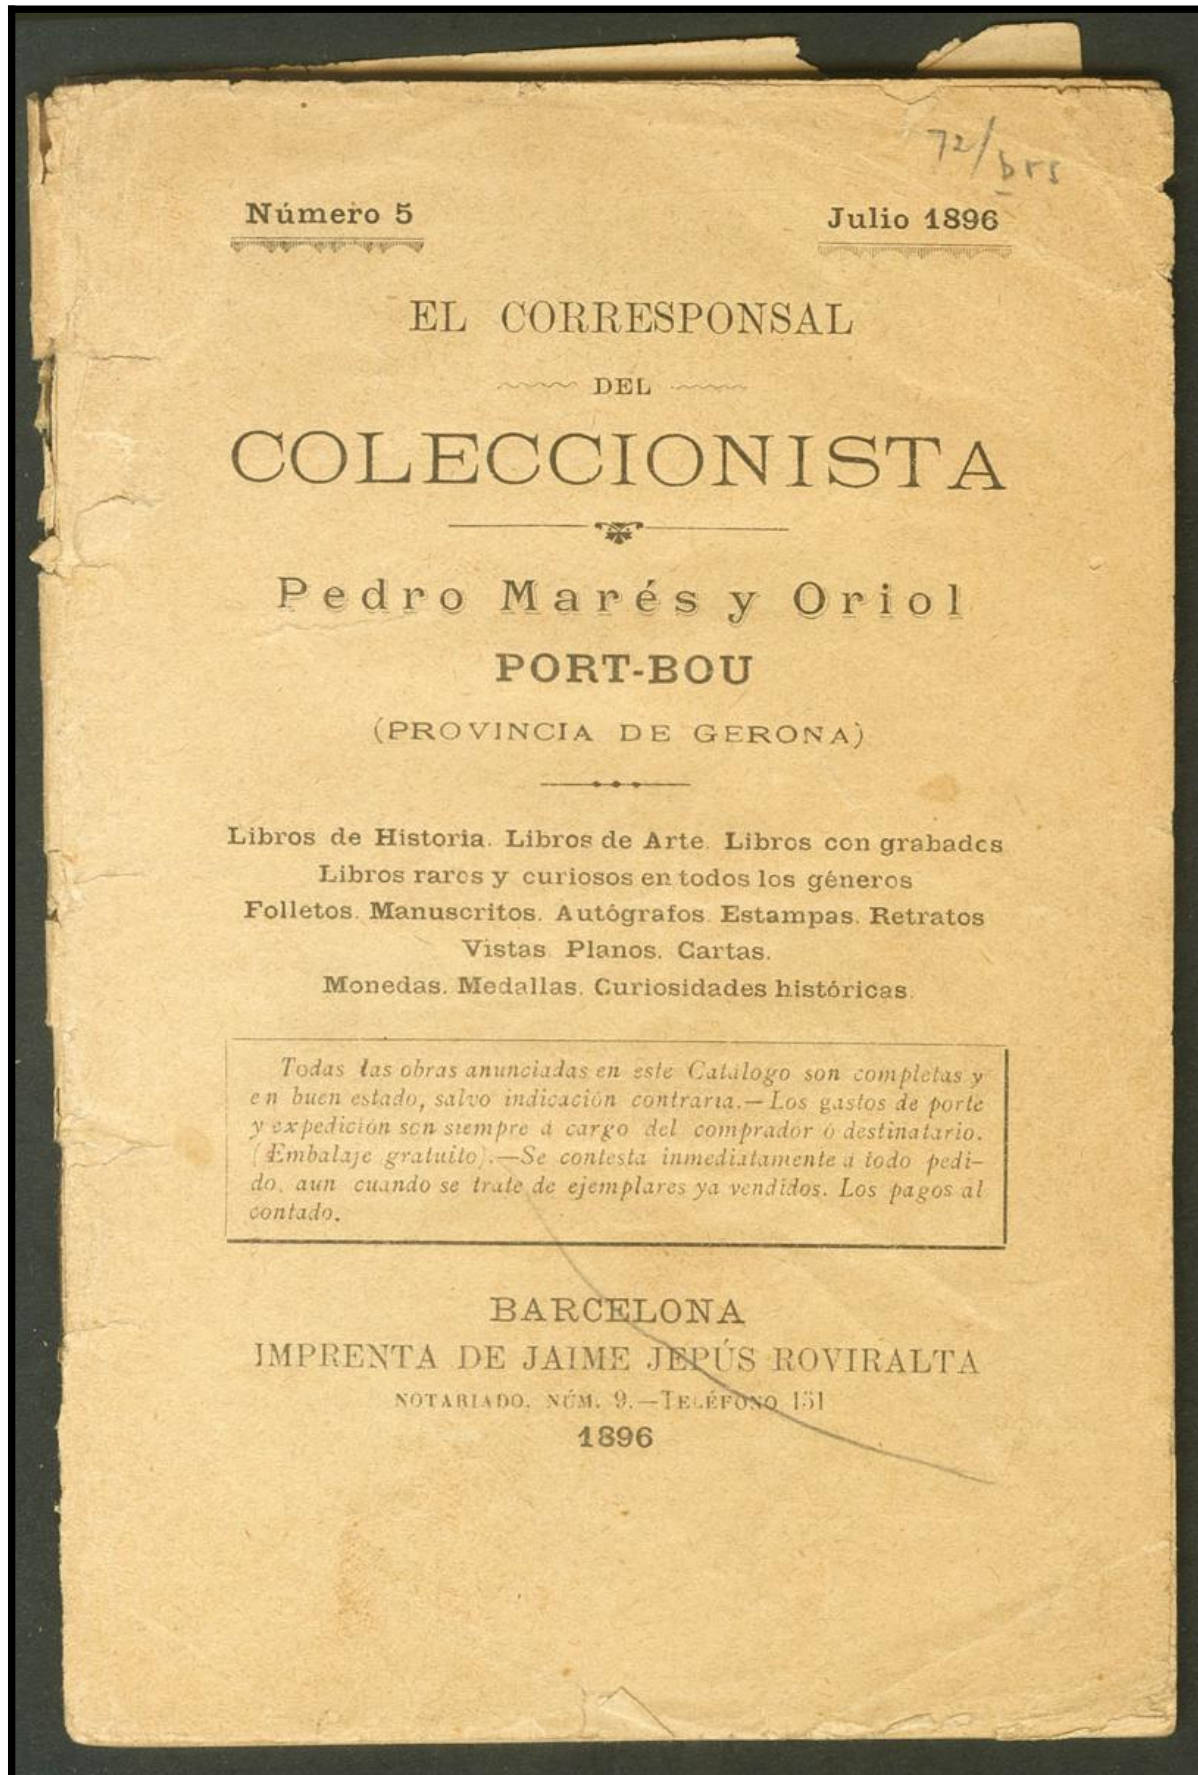 72/brs
Número 5
Julio 1896
EL CORRESPONSAL
DEL
COLECCIONISTA
Pedro Marés y Oriol
PORT-BOU
(PROVINCIA DE GERONA)
Libros de Historia. Libros de Arte. Libros con grabados
Libros raros y curiosos en todos los géneros
Folletos. Manuscritos. Autógrafos. Estampas. Retratos
Vistas. Planos. Cartas.
Monedas. Medallas. Curiosidades históricas.
Todas las obras anunciadas en este Catálogo son completas y
en buen estado, salvo indicación contraria.—Los gastos de porte
y expedición son siempre á cargo del comprador ó destinatario.
(Embalaje gratuito).—Se contesta inmediatamente á todo pedi-
do, aun cuando se trate de ejemplares ya vendidos. Los pagos al
contado.
BARCELONA
IMPRENTA DE JAIME JEPÚS ROVIRALTA
NOTARIADO, NÚM. 9.—TELÉFONO 151
1896